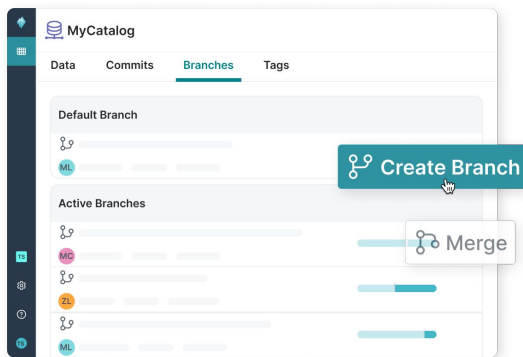 MyCatalog
Data Commits Branches Tags
Default Branch
ML
Create Branch
Active Branches
MC
Merge
TS
ZL
ML
TS